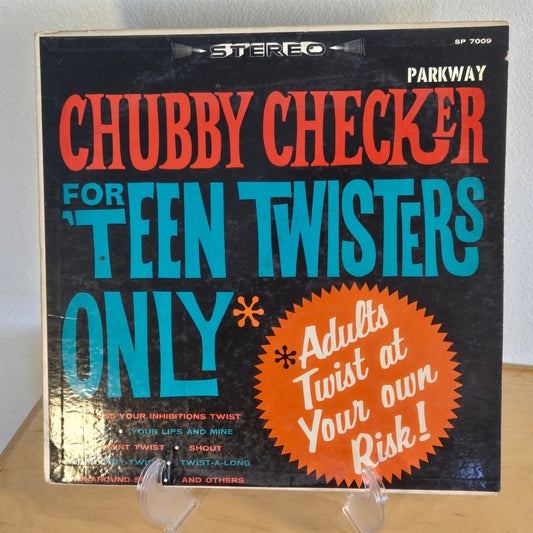 STEREO
SP 7009
PARKWAY
CHUBBY CHECKER
FOR TEEN TWISTERS
ONLY*
*Adults
Twist at
Your own
Risk!
YOUR INHIBITIONS TWIST
• YOUR LIPS AND MINE
TWIST • SHOUT
• TWIST-A-LONG
AND OTHERS